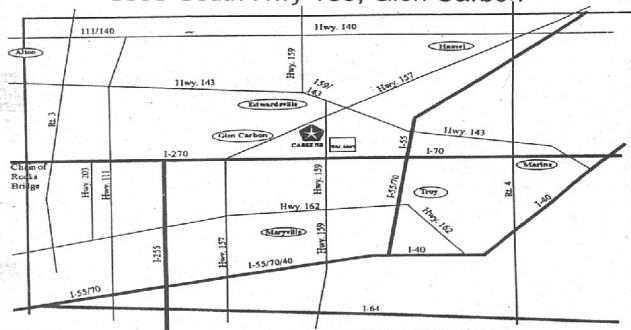 111/140
Hwy. 140
Alton
Hamel
Hwy. 159
Hwy. 143
159/
143
Hwy. 157
Rt. 3
Edwardsville
Glen Carbon
I-55
Hwy. 143
I-270
I-70
Chain of
Rocks
Bridge
Hwy. 203
Hwy. 111
Hwy. 159
I-55/70
Marine
Troy
Rt. 4
I-40
Hwy. 162
Hwy. 162
Maryville
Hwy. 157
Hwy. 159
I-255
I-40
I-55/70/40
I-55/70
I-64